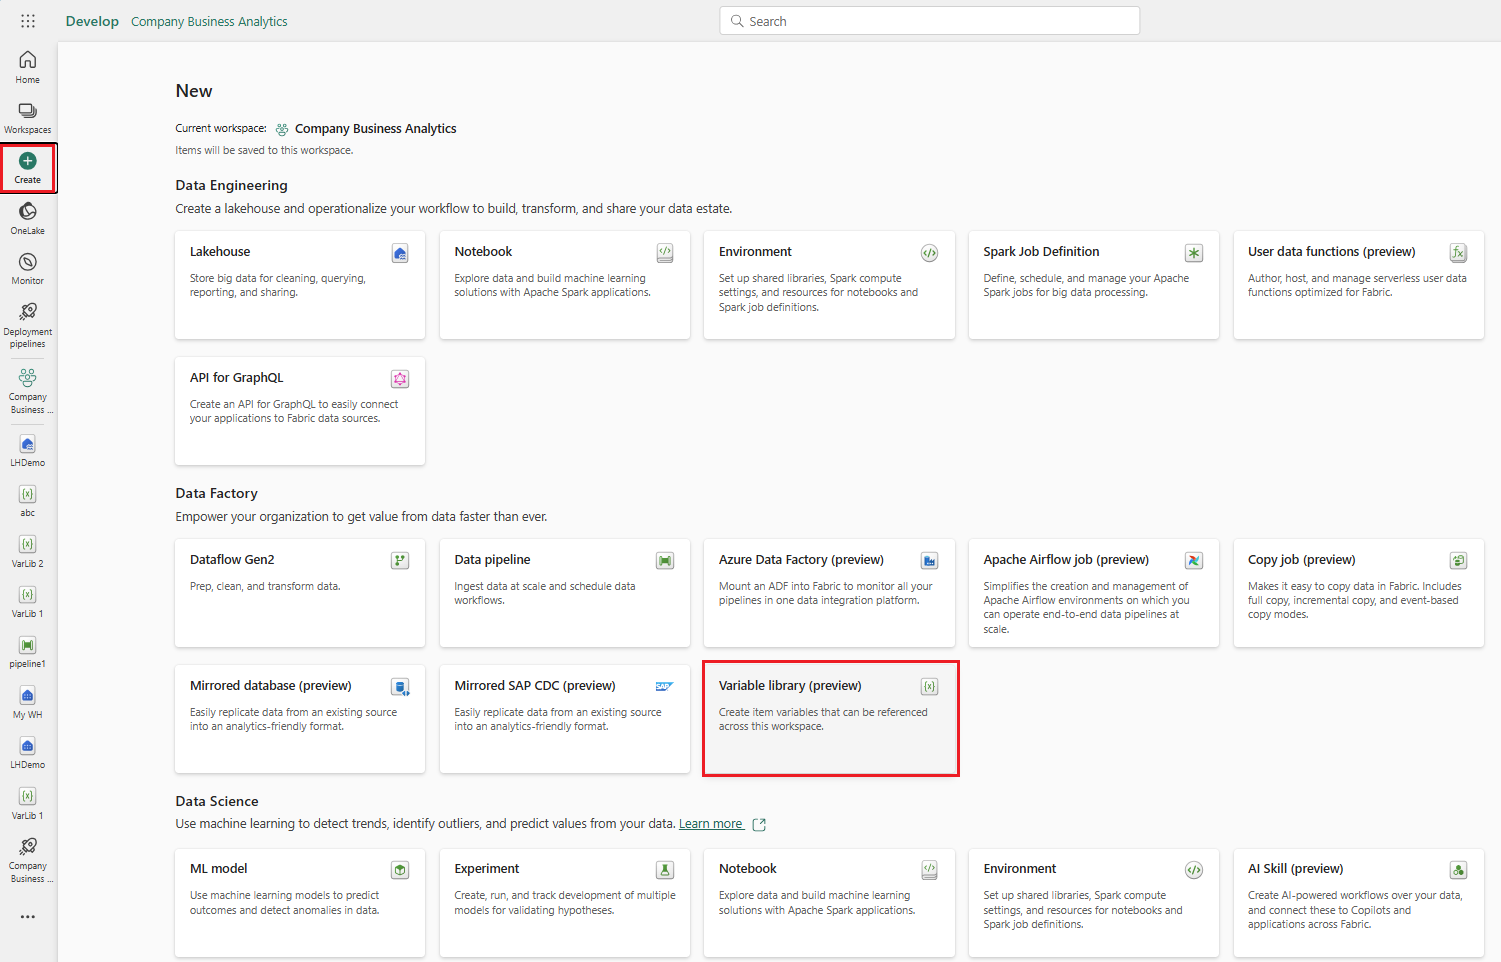 Develop Company Business Analytics
Search
Home
Workspaces
Create
OneLake
Monitor
Deployment
pipelines
Company
Business ...
LHDemo
abc
VarLib 2
VarLib 1
pipeline1
My WH
LHDemo
VarLib 1
Company
Business ...
New
Current workspace: Company Business Analytics
Items will be saved to this workspace.
Data Engineering
Create a lakehouse and operationalize your workflow to build, transform, and share your data estate.
Lakehouse
Store big data for cleaning, querying,
reporting, and sharing.
Notebook
Explore data and build machine learning
solutions with Apache Spark applications.
Environment
Set up shared libraries, Spark compute
settings, and resources for notebooks and
Spark job definitions.
Spark Job Definition
Define, schedule, and manage your Apache
Spark jobs for big data processing.
User data functions (preview)
Author, host, and manage serverless user data
functions optimized for Fabric.
API for GraphQL
Create an API for GraphQL to easily connect
your applications to Fabric data sources.
Data Factory
Empower your organization to get value from data faster than ever.
Dataflow Gen2
Prep, clean, and transform data.
Data pipeline
Ingest data at scale and schedule data
workflows.
Azure Data Factory (preview)
Mount an ADF into Fabric to monitor all your
pipelines in one data integration platform.
Apache Airflow job (preview)
Simplifies the creation and management of
Apache Airflow environments on which you
can operate end-to-end data pipelines at
scale.
Copy job (preview)
Makes it easy to copy data in Fabric. Includes
full copy, incremental copy, and event-based
copy modes.
Mirrored database (preview)
Easily replicate data from an existing source
into an analytics-friendly format.
Mirrored SAP CDC (preview)
SAP
Easily replicate data from an existing source
into an analytics-friendly format.
Variable library (preview)
Create item variables that can be referenced
across this workspace.
Data Science
Use machine learning to detect trends, identify outliers, and predict values from your data. Learn more
ML model
Use machine learning models to predict
outcomes and detect anomalies in data.
Experiment
Create, run, and track development of multiple
models for validating hypotheses.
Notebook
Explore data and build machine learning
solutions with Apache Spark applications.
Environment
Set up shared libraries, Spark compute
settings, and resources for notebooks and
Spark job definitions.
AI Skill (preview)
Create AI-powered workflows over your data,
and connect these to Copilots and
applications across Fabric.